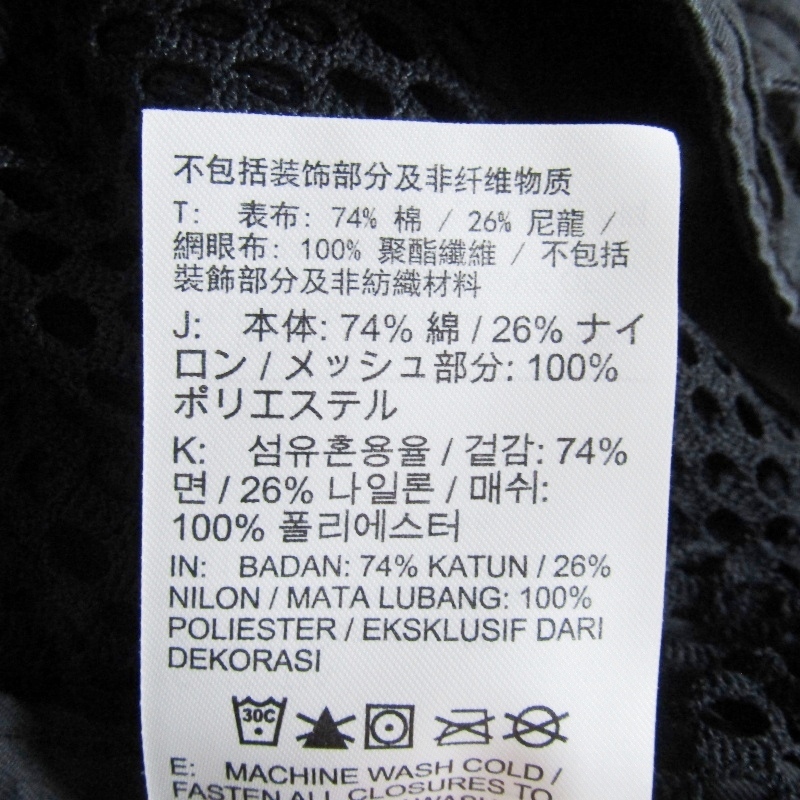 不包括装饰部分及非纤维物质
T: 表布: 74% 棉 / 26% 尼龍 /
網眼布: 100% 聚酯纖維 / 不包括
裝飾部分及非紡織材料
J: 本体: 74% 綿 / 26% ナイ
ロン / メッシュ部分: 100%
ポリエステル
K: 섬유혼용율 / 겉감: 74%
면 / 26% 나일론 / 매쉬:
100% 폴리에스터
IN: BADAN: 74% KATUN / 26%
NILON / MATA LUBANG: 100%
POLIESTER / EKSKLUSIF DARI
DEKORASI
30C
E: MACHINE WASH COLD /
FASTEN ALL CLOSURES TO